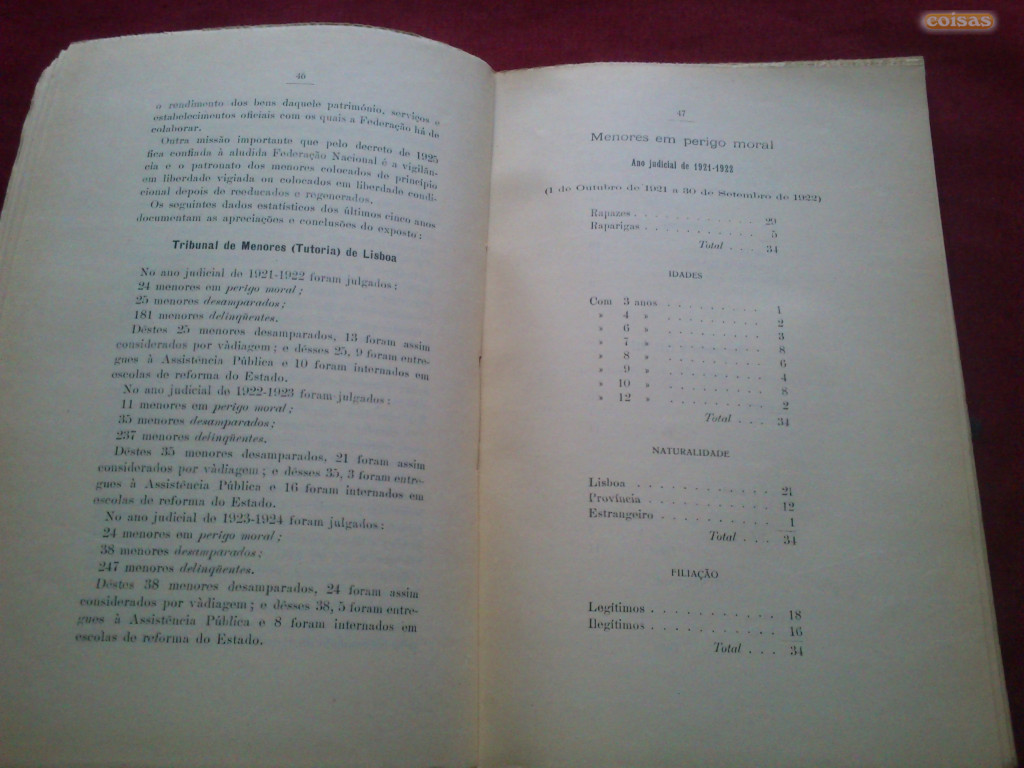 coisas
46
o rendimento dos bens daquele património, serviços e
estabelecimentos oficiais com os quais a Federação há de
colaborar.
Outra missão importante que pelo decreto de 1925
fica confiada à aludida Federação Nacional é a vigilân-
cia e o patronato dos menores colocados de princípio
em liberdade vigiada ou colocados em liberdade condi-
cional depois de reeducados e regenerados.
Os seguintes dados estatísticos dos últimos cinco anos
documentam as apreciações e conclusões do exposto:
Tribunal de Menores (Tutoria) de Lisboa
No ano judicial de 1921-1922 foram julgados:
24 menores em perigo moral;
25 menores desamparados;
181 menores delinqüentes.
Dêstes 25 menores desamparados, 13 foram assim
considerados por vàdiagem; e dêsses 25, 9 foram entre-
gues à Assistência Pública e 10 foram internados em
escolas de reforma do Estado.
No ano judicial de 1922-1923 foram julgados:
11 menores em perigo moral;
35 menores desamparados;
237 menores delinqüentes.
Dêstes 35 menores desamparados, 21 foram assim
considerados por vàdiagem; e dêsses 35, 3 foram entre-
gues à Assistência Pública e 16 foram internados em
escolas de reforma do Estado.
No ano judicial de 1923-1924 foram julgados:
24 menores em perigo moral;
38 menores desamparados;
247 menores delinqüentes.
Dêstes 38 menores desamparados, 24 foram assim
considerados por vàdiagem; e dêsses 38, 5 foram entre-
gues à Assistência Pública e 8 foram internados em
escolas de reforma do Estado.
47
Menores em perigo moral
Ano judicial de 1921-1923
(1 de Outubro de 1921 a 30 de Setembro de 1922)
Rapazes . . . . . . . . . . . . 29
Raparigas . . . . . . . . . . . 5
Total . . . 34
IDADES
Com 3 anos . . . . . . . . . 1
» 4 » . . . . . . . . . 2
» 6 » . . . . . . . . . 3
» 7 » . . . . . . . . . 8
» 8 » . . . . . . . . . 6
» 9 » . . . . . . . . . 4
» 10 » . . . . . . . . . 8
» 12 » . . . . . . . . . 2
Total . . . 34
NATURALIDADE
Lisboa . . . . . . . . . . . . 21
Províucia . . . . . . . . . . . 12
Estrangeiro . . . . . . . . . . 1
Total . . . 34
FILIAÇÃO
Legítimos . . . . . . . . . . . 18
Ilegítimos . . . . . . . . . . . 16
Total . . . 34